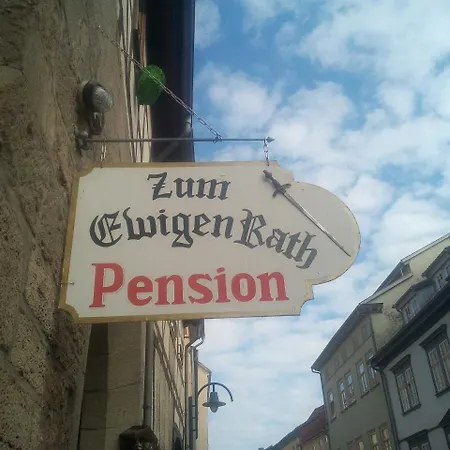 Zum
Ewigen Rath
Pension